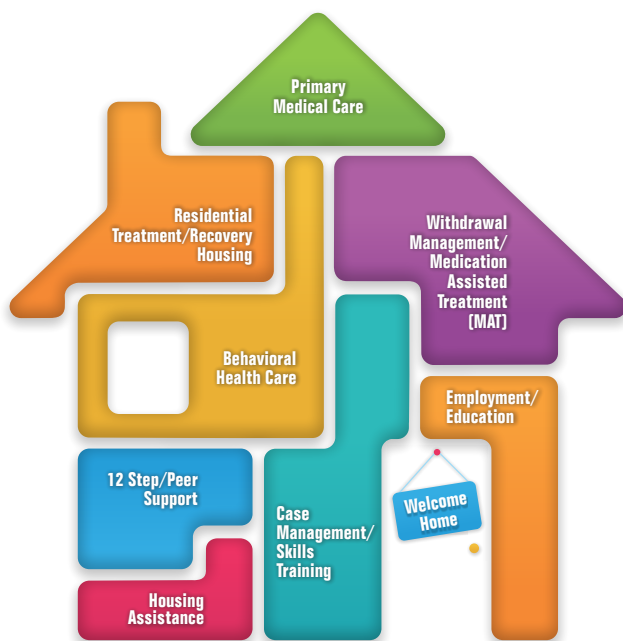 Primary
Medical Care
Residential
Treatment/Recovery
Housing
Withdrawal
Management/
Medication
Assisted
Treatment
(MAT)
Behavioral
Health Care
Employment/
Education
12 Step/Peer
Support
Case
Management/
Skills
Training
Welcome
Home
Housing
Assistance